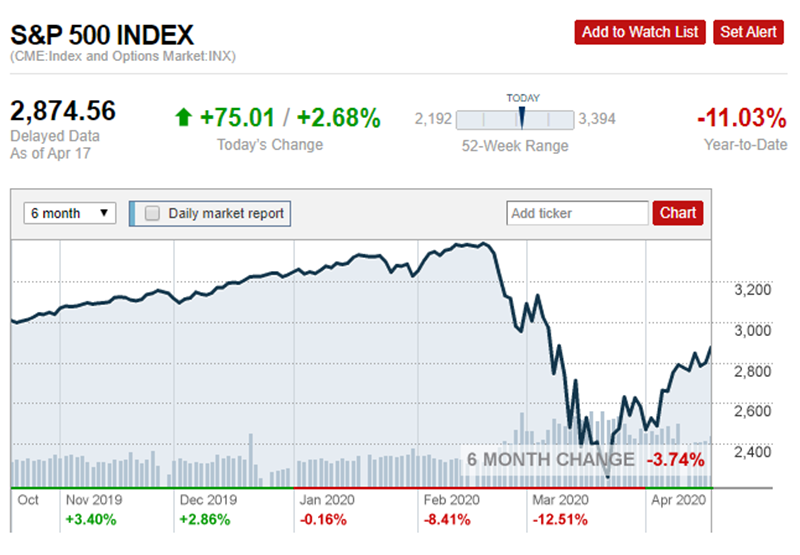 S&P 500 INDEX
Add to Watch List
Set Alert
(CME:Index and Options Market:INX)
2,874.56
Delayed Data
As of Apr 17
+75.01 / +2.68%
Today's Change
TODAY
2,192
3,394
52-Week Range
-11.03%
Year-to-Date
6 month
Daily market report
Add ticker
Chart
3,200
3,000
2,800
2,600
2,400
6 MONTH CHANGE -3.74%
Oct
Nov 2019
Dec 2019
Jan 2020
Feb 2020
Mar 2020
Apr 2020
+3.40%
+2.86%
-0.16%
-8.41%
-12.51%